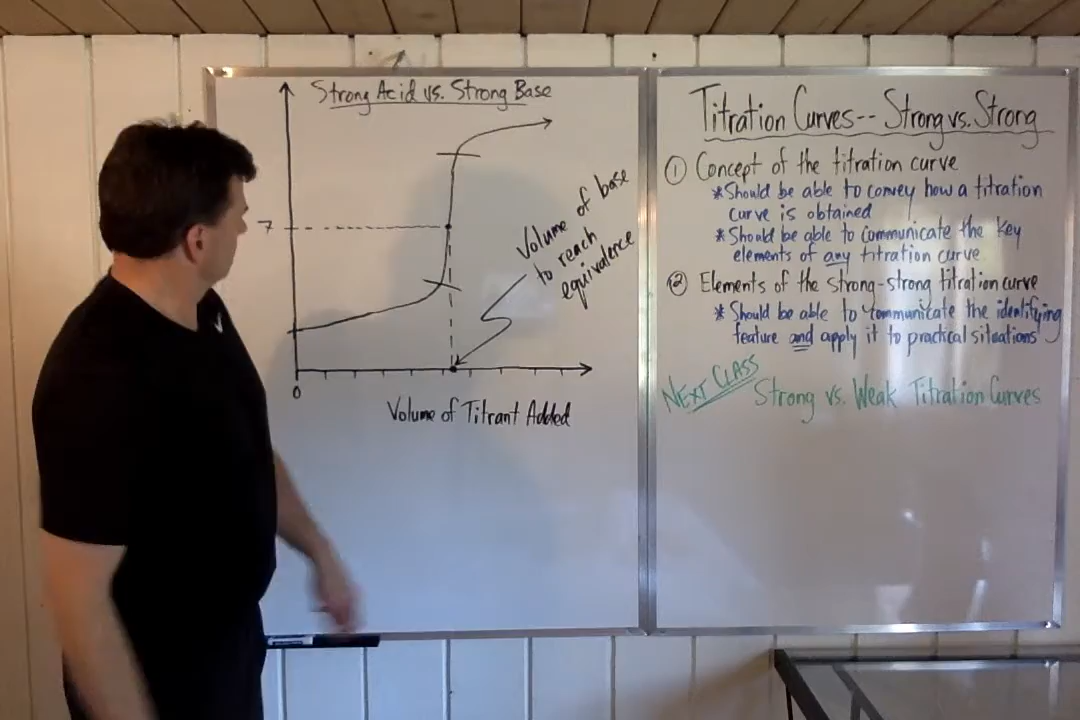 Strong Acid vs. Strong Base
7
Volume of base
to reach
equivalence
0
Volume of Titrant Added
Titration Curves-- Strong vs. Strong
① Concept of the titration curve
*Should be able to convey how a titration
curve is obtained
*Should be able to communicate the key
elements of any titration curve
② Elements of the strong-strong titration curve
*Should be able to communicate the identifying
feature and apply it to practical situations
NEXT CLASS Strong vs. Weak Titration Curves